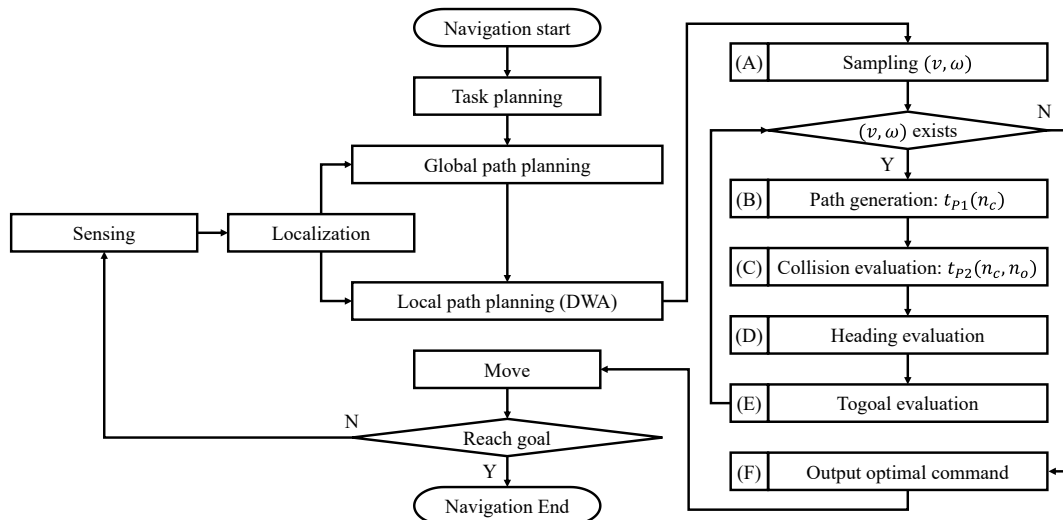 Navigation start
Task planning
Global path planning
Sensing
Localization
Local path planning (DWA)
Move
N
Reach goal
Y
Navigation End
(A) Sampling (𝑣, 𝜔)
(𝑣, 𝜔) exists
N
Y
(B) Path generation: 𝑡_{𝑃1}(𝑛_𝑐)
(C) Collision evaluation: 𝑡_{𝑃2}(𝑛_𝑐, 𝑛_𝑜)
(D) Heading evaluation
(E) Togoal evaluation
(F) Output optimal command